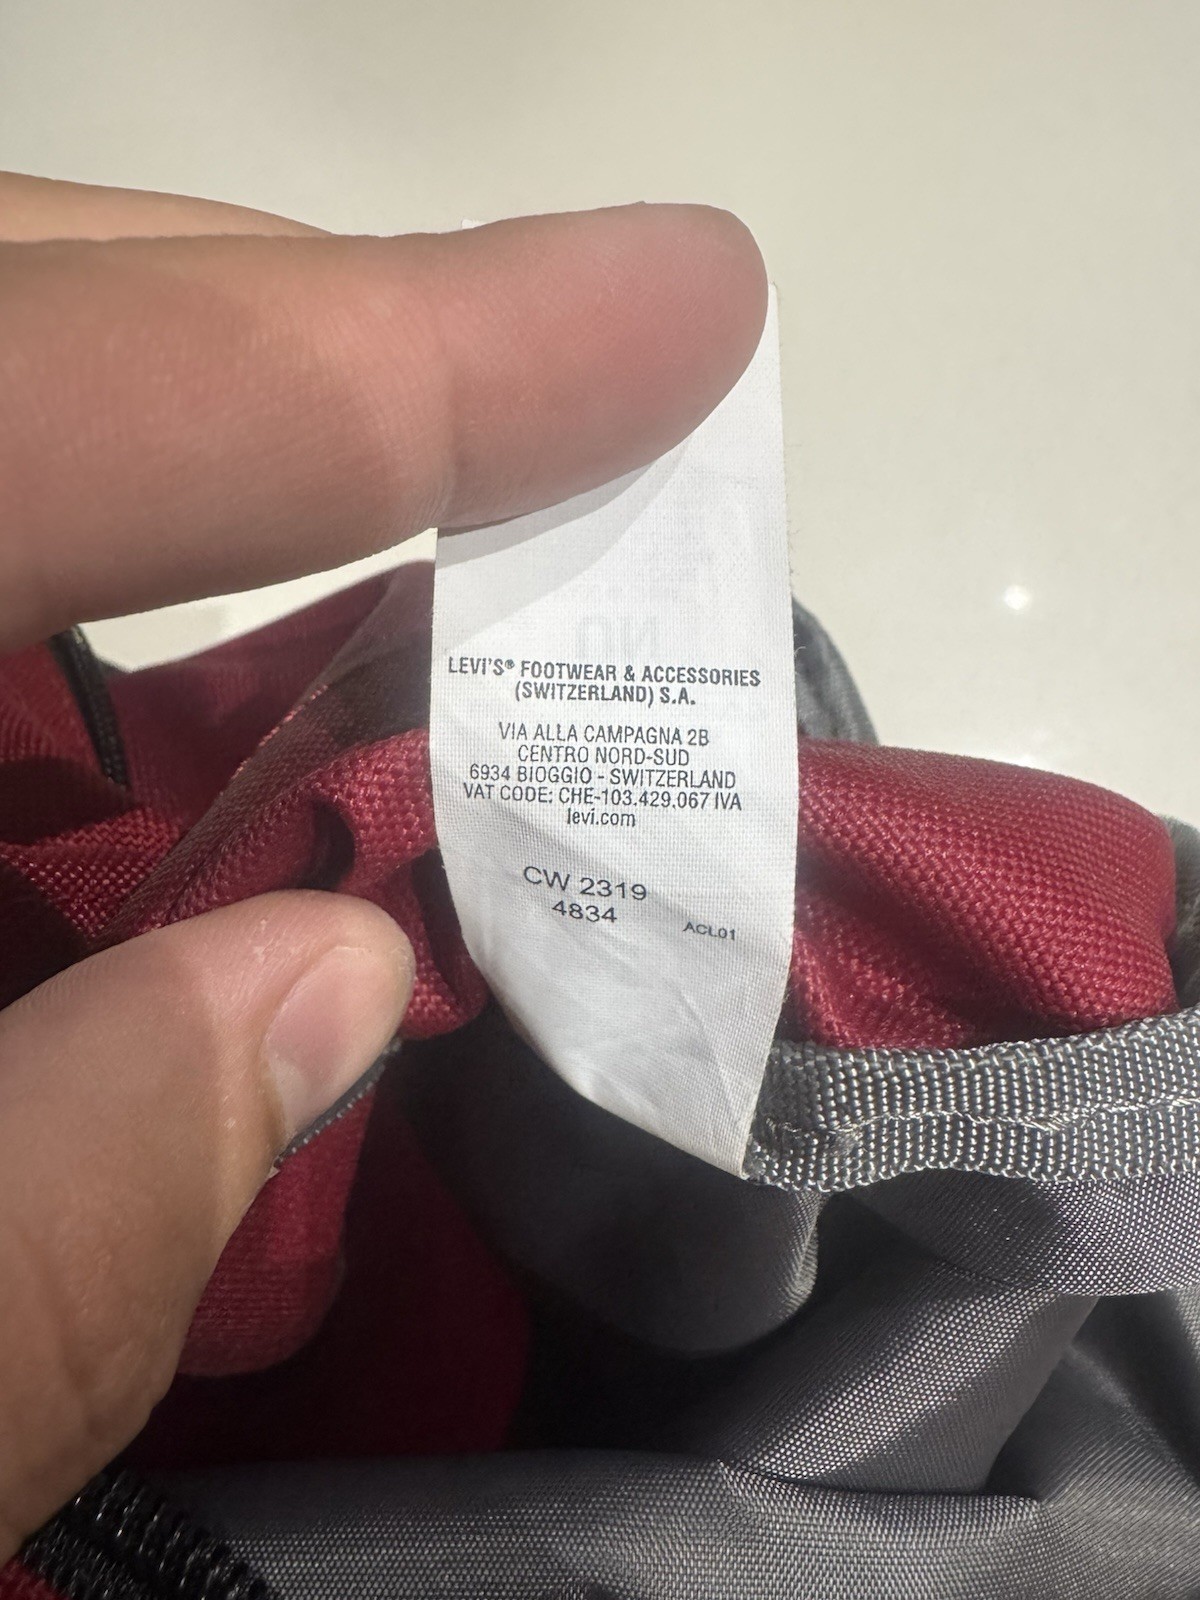 LEVI'S® FOOTWEAR & ACCESSORIES
(SWITZERLAND) S.A.
VIA ALLA CAMPAGNA 2B
CENTRO NORD-SUD
6934 BIOGGIO - SWITZERLAND
VAT CODE: CHE-103.429.067 IVA
levi.com
CW 2319
4834
ACL01